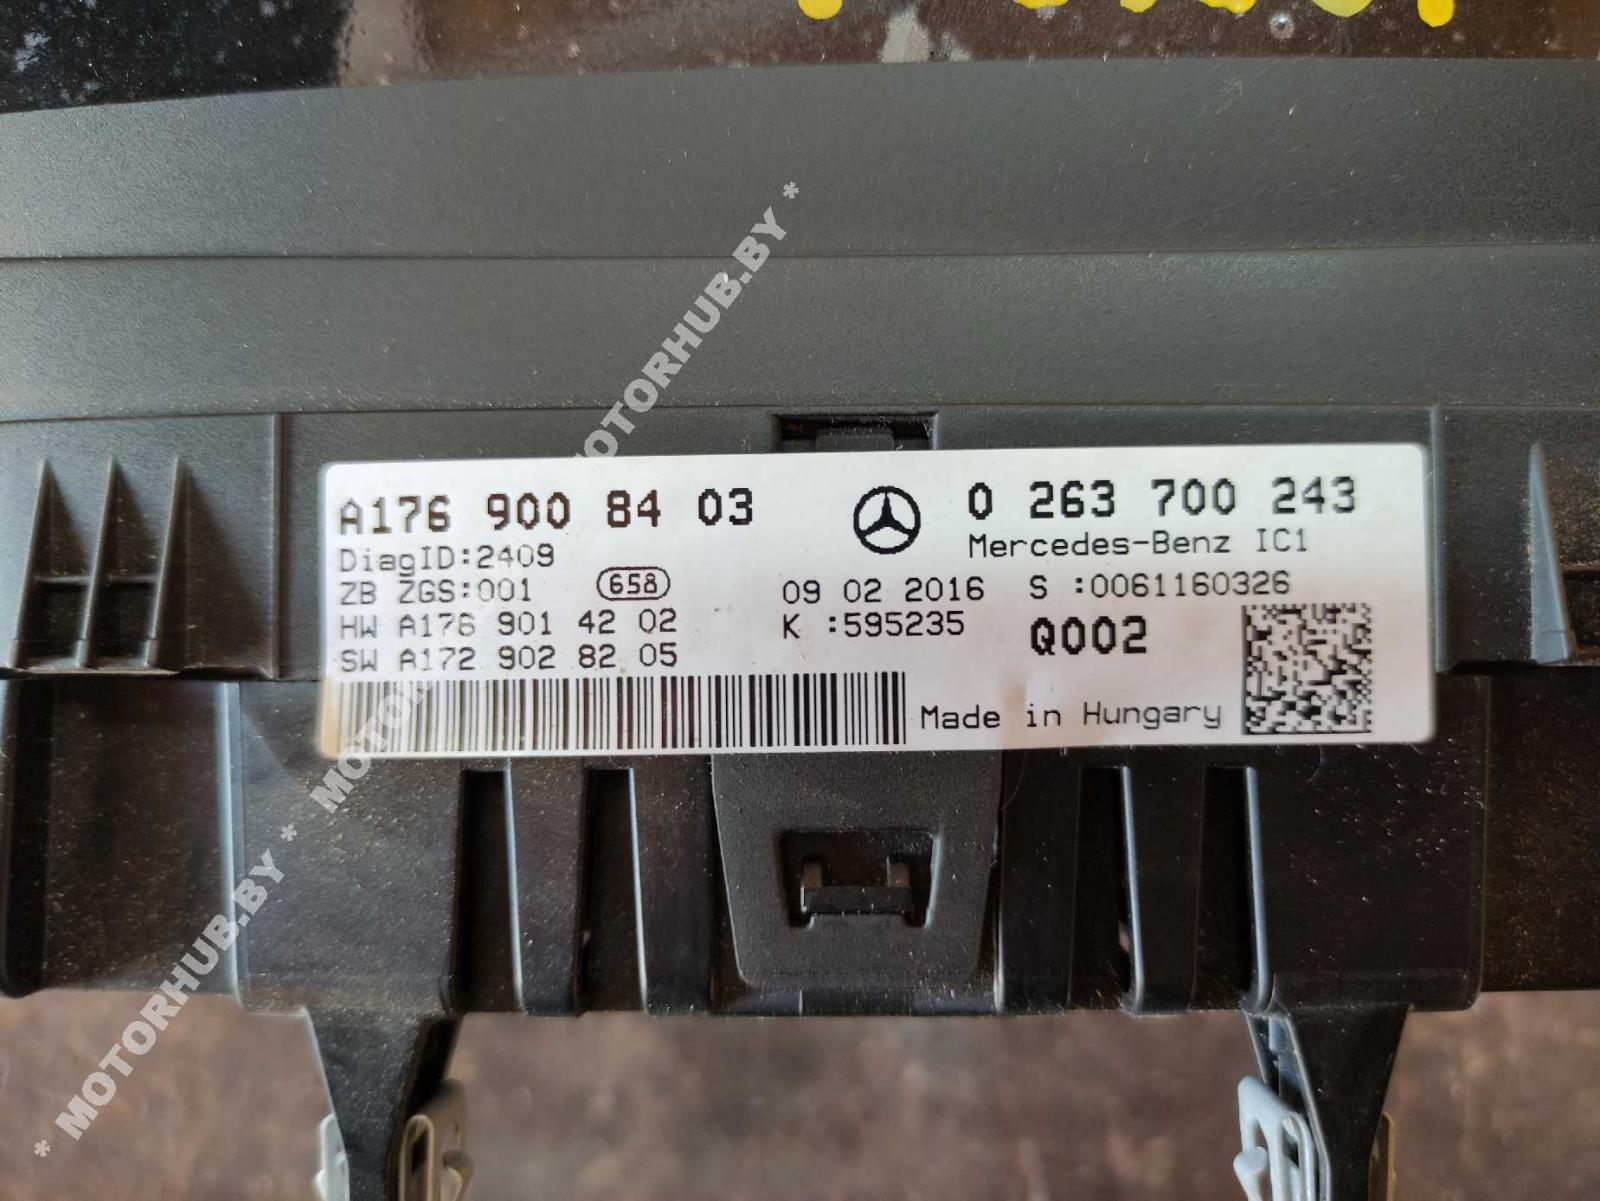 A176 900 84 03
0 263 700 243
DiagID:2409
Mercedes-Benz IC1
ZB ZGS:001
658
09 02 2016
S :0061160326
HW A176 901 42 02
K :595235
Q002
SW A172 902 82 05
Made in Hungary
* MOTORHUB.BY * MOTORHUB.BY *